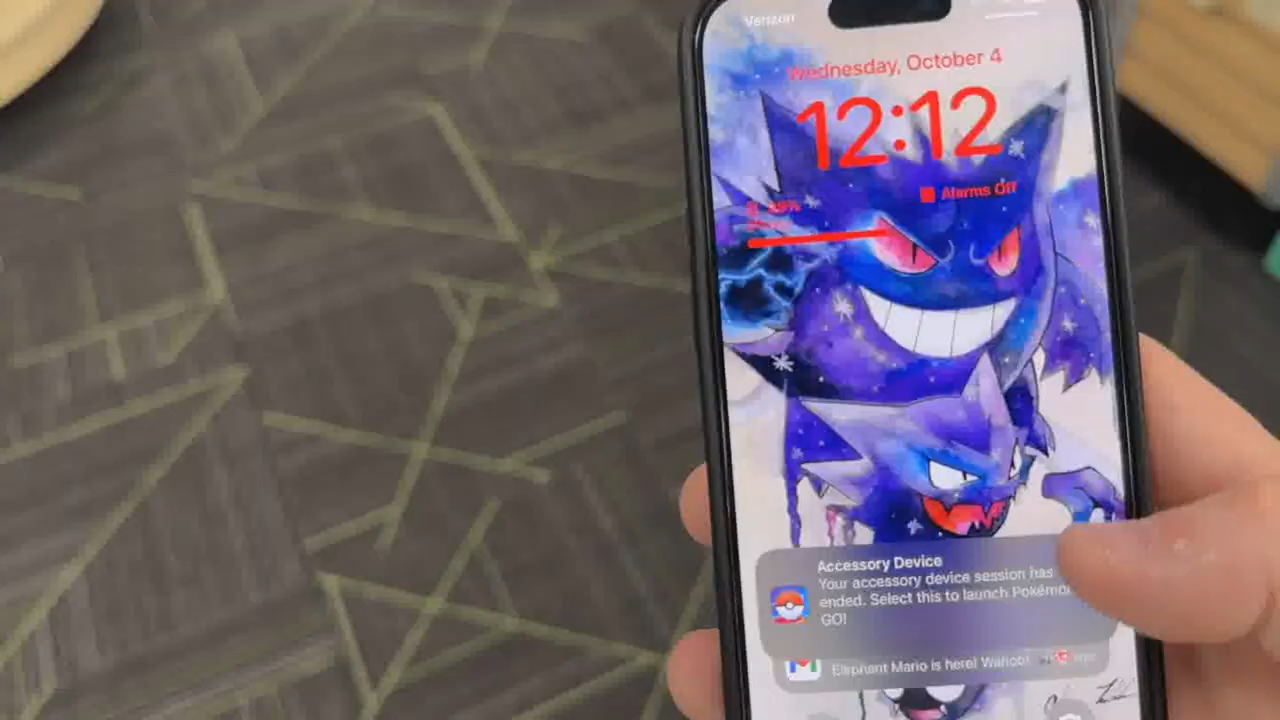 Verizon
Wednesday, October 4
12:12
Alarms Off
Accessory Device
Your accessory device session has
ended. Select this to launch Pokémon
GO!
Elephant Mario is here! Wahoo!